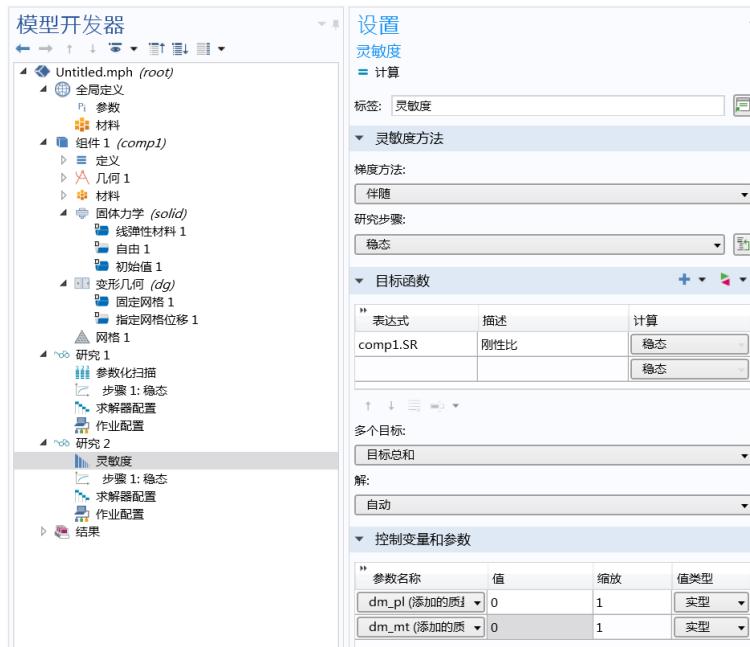 模型开发器
Untitled.mph (root)
全局定义
Pi 参数
材料
组件 1 (comp1)
定义
几何 1
材料
固体力学 (solid)
线弹性材料 1
自由 1
初始值 1
变形几何 (dg)
固定网格 1
指定网格位移 1
网格 1
研究 1
参数化扫描
步骤 1: 稳态
求解器配置
作业配置
研究 2
灵敏度
步骤 1: 稳态
求解器配置
作业配置
结果
设置
灵敏度
= 计算
标签: 灵敏度
灵敏度方法
梯度方法:
伴随
研究步骤:
稳态
目标函数
表达式 描述 计算
comp1.SR 刚性比 稳态
稳态
多个目标:
目标总和
解:
自动
控制变量和参数
参数名称 值 缩放 值类型
dm_pl (添加的质 0 1 实型
dm_mt (添加的质 0 1 实型